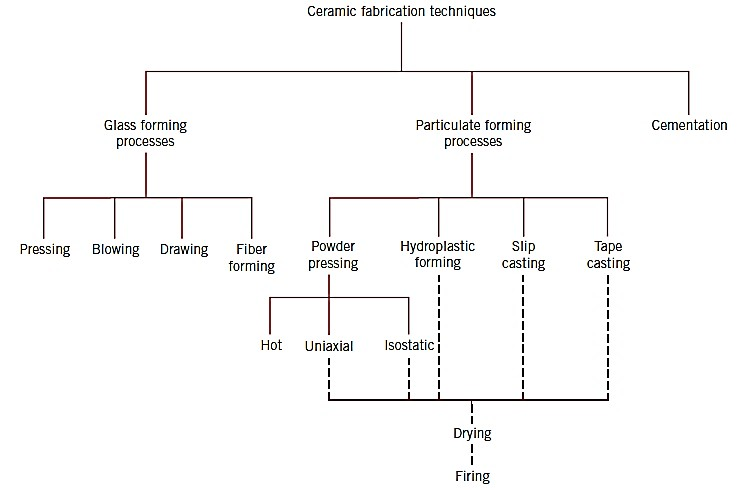 Ceramic fabrication techniques
Glass forming
processes
Particulate forming
processes
Cementation
Pressing
Blowing
Drawing
Fiber
forming
Powder
pressing
Hydroplastic
forming
Slip
casting
Tape
casting
Hot
Uniaxial
Isostatic
Drying
Firing